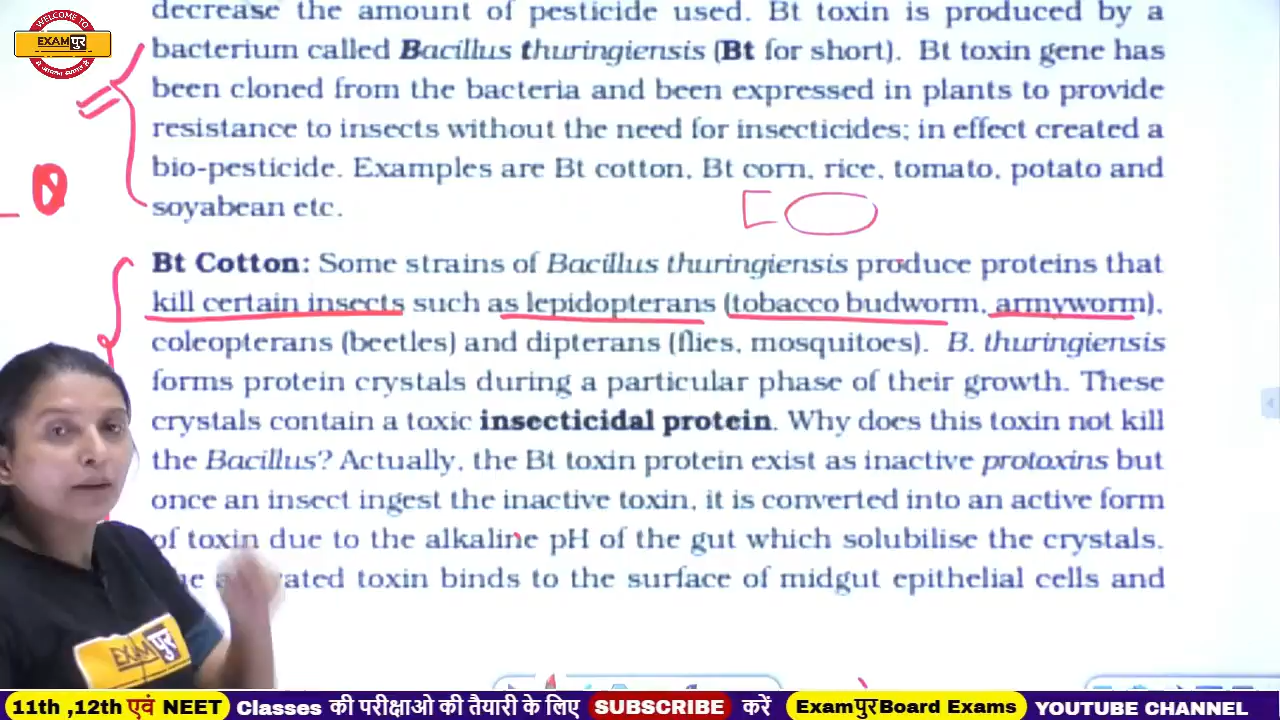 WELCOME TO
EXAMपुर
decrease the amount of pesticide used. Bt toxin is produced by a
bacterium called Bacillus thuringiensis (Bt for short). Bt toxin gene has
been cloned from the bacteria and been expressed in plants to provide
resistance to insects without the need for insecticides; in effect created a
bio-pesticide. Examples are Bt cotton, Bt corn, rice, tomato, potato and
soyabean etc.
Bt Cotton: Some strains of Bacillus thuringiensis produce proteins that
kill certain insects such as lepidopterans (tobacco budworm, armyworm),
coleopterans (beetles) and dipterans (flies, mosquitoes). B. thuringiensis
forms protein crystals during a particular phase of their growth. These
crystals contain a toxic insecticidal protein. Why does this toxin not kill
the Bacillus? Actually, the Bt toxin protein exist as inactive protoxins but
once an insect ingest the inactive toxin, it is converted into an active form
of toxin due to the alkaline pH of the gut which solubilise the crystals.
toxin binds to the surface of midgut epithelial cells and
EXAMपुर
11th ,12th एवं NEET Classes की परीक्षाओ की तैयारी के लिए SUBSCRIBE करें ExamपुरBoard Exams YOUTUBE CHANNEL